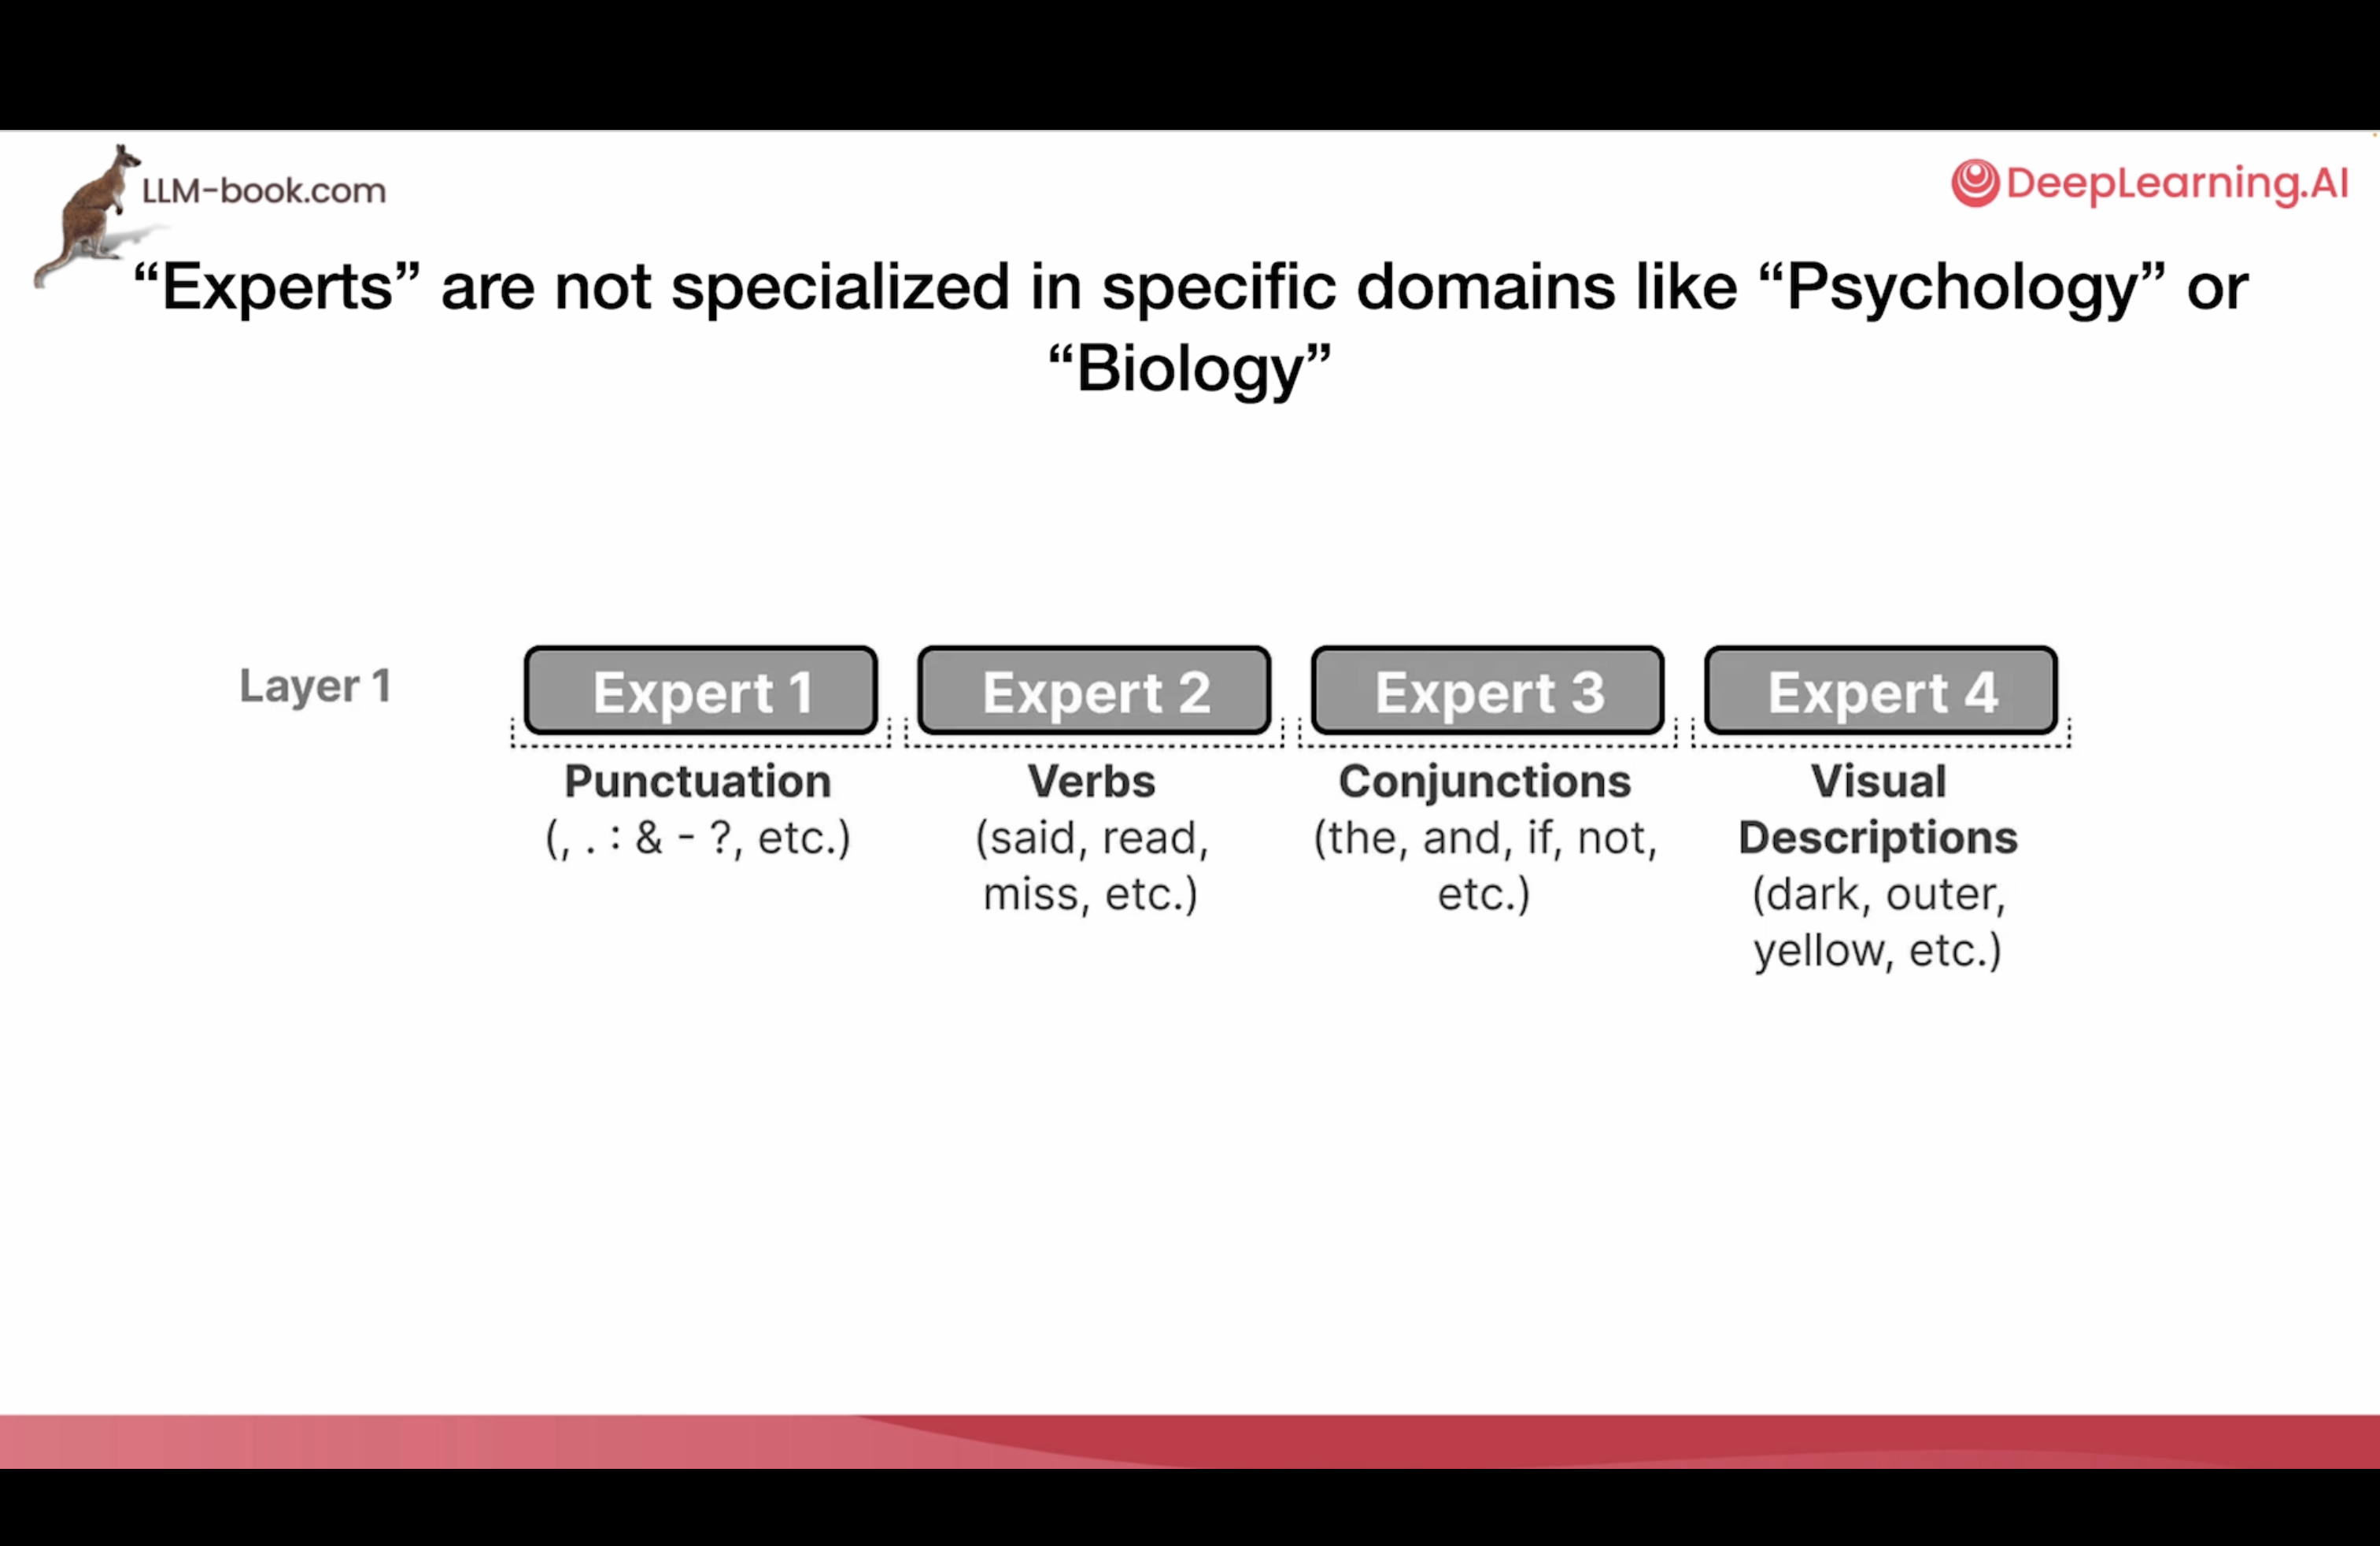 LLM-book.com
DeepLearning.AI
“Experts” are not specialized in specific domains like “Psychology” or
“Biology”
Layer 1
Expert 1
Expert 2
Expert 3
Expert 4
Punctuation
(, . : & - ?, etc.)
Verbs
(said, read,
miss, etc.)
Conjunctions
(the, and, if, not,
etc.)
Visual
Descriptions
(dark, outer,
yellow, etc.)